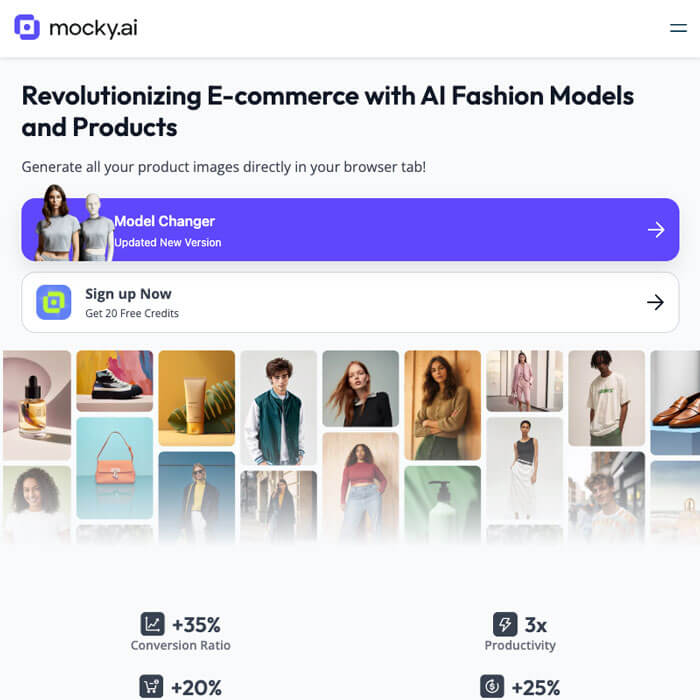 mocky.ai
Revolutionizing E-commerce with AI Fashion Models
and Products
Generate all your product images directly in your browser tab!
Model Changer
Updated New Version
Sign up Now
Get 20 Free Credits
+35%
Conversion Ratio
3x
Productivity
+20%
+25%